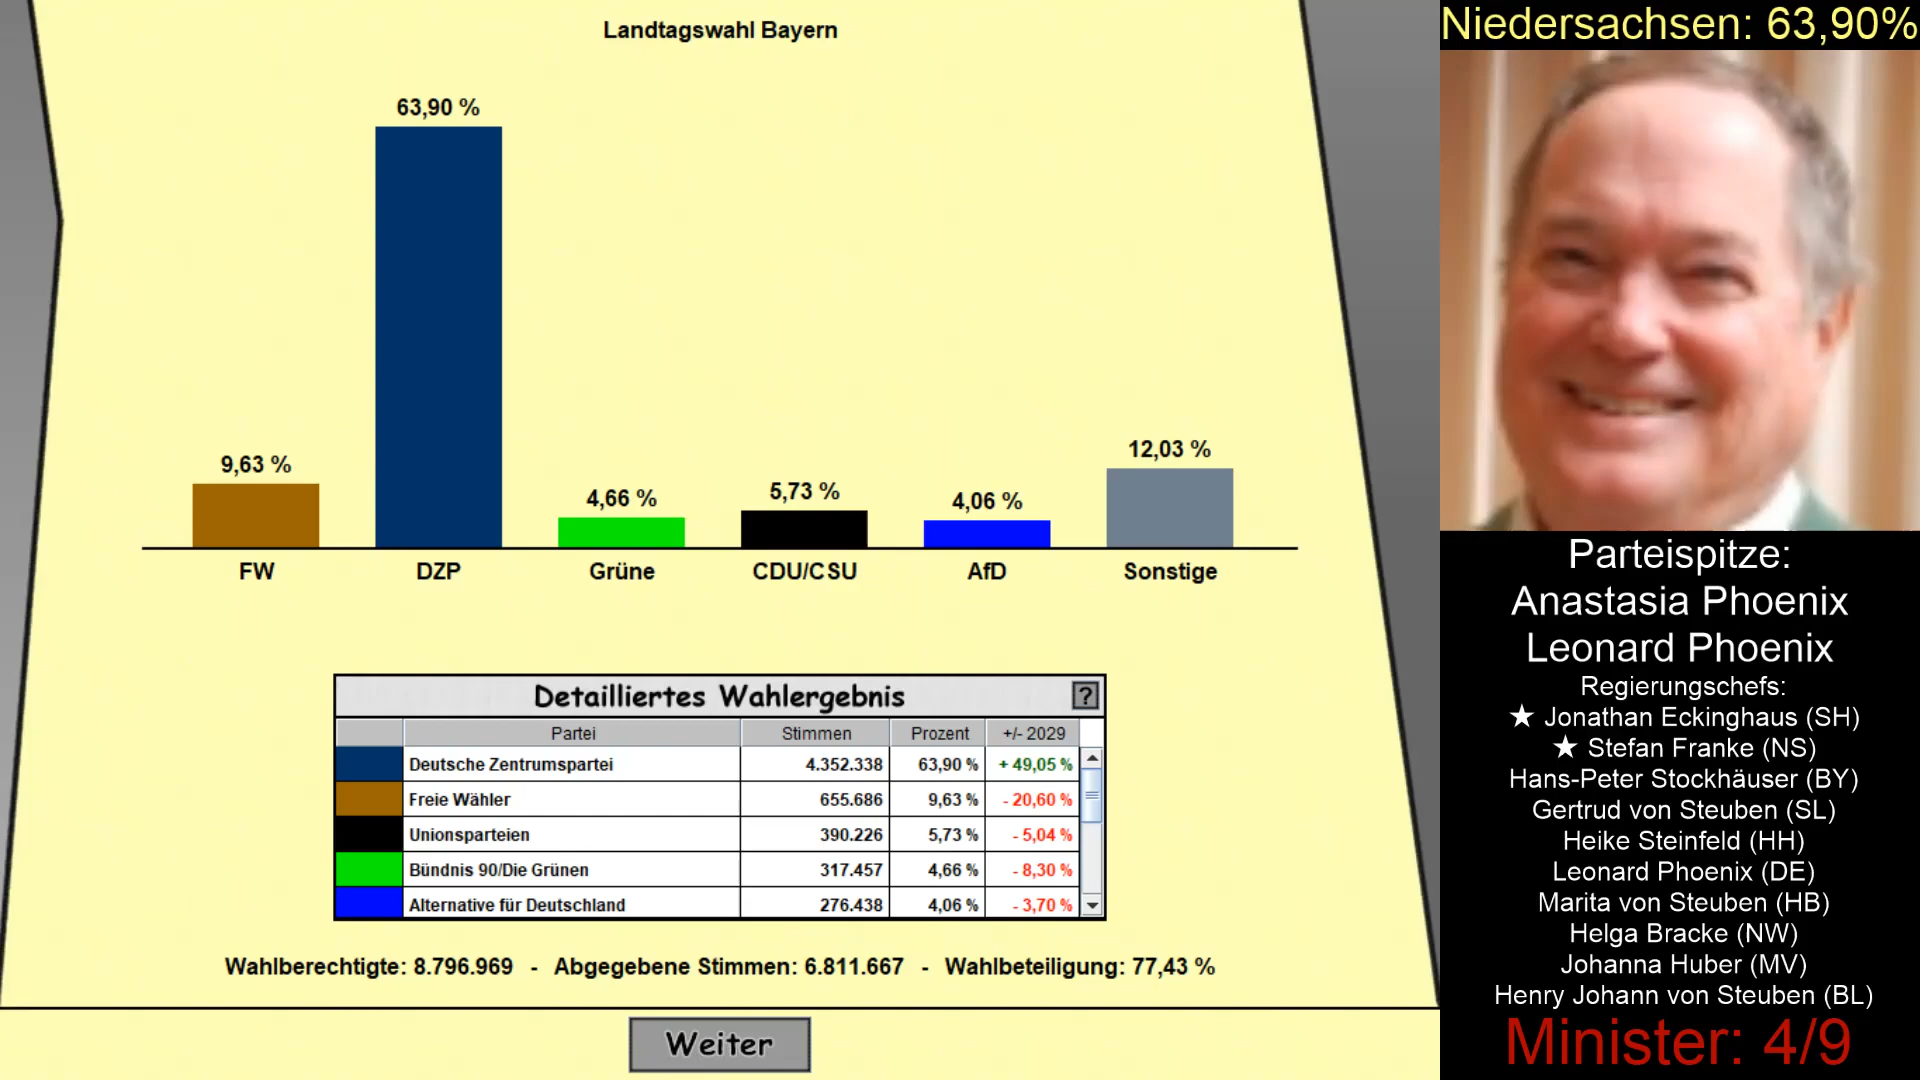 Landtagswahl Bayern
63,90 %
12,03 %
9,63 %
5,73 %
4,66 %
4,06 %
FW DZP Grüne CDU/CSU AfD Sonstige
Detailliertes Wahlergebnis ?
Partei Stimmen Prozent +/- 2029
Deutsche Zentrumspartei 4.352.338 63,90 % + 49,05 %
Freie Wähler 655.686 9,63 % - 20,60 %
Unionsparteien 390.226 5,73 % - 5,04 %
Bündnis 90/Die Grünen 317.457 4,66 % - 8,30 %
Alternative für Deutschland 276.438 4,06 % - 3,70 %
Wahlberechtigte: 8.796.969 - Abgegebene Stimmen: 6.811.667 - Wahlbeteiligung: 77,43 %
Weiter
Niedersachsen: 63,90%
Parteispitze:
Anastasia Phoenix
Leonard Phoenix
Regierungschefs:
★ Jonathan Eckinghaus (SH)
★ Stefan Franke (NS)
Hans-Peter Stockhäuser (BY)
Gertrud von Steuben (SL)
Heike Steinfeld (HH)
Leonard Phoenix (DE)
Marita von Steuben (HB)
Helga Bracke (NW)
Johanna Huber (MV)
Henry Johann von Steuben (BL)
Minister: 4/9